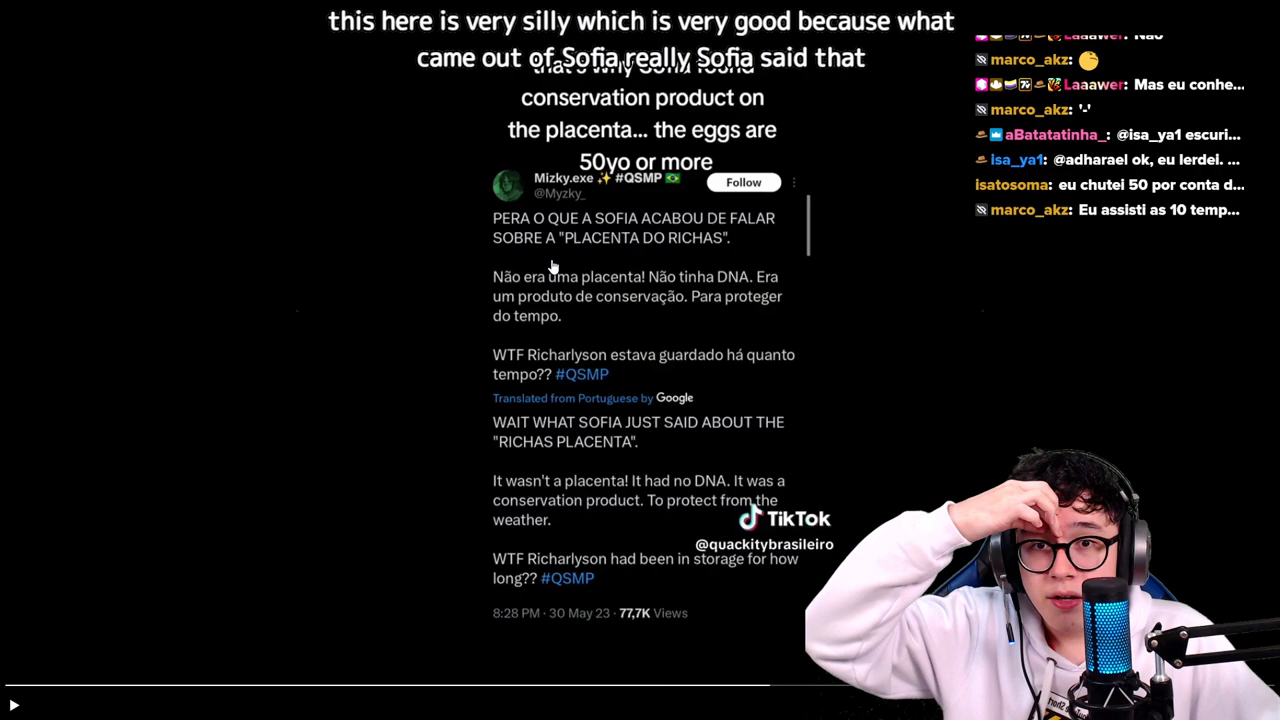 this here is very silly which is very good because what
came out of Sofia really Sofia said that
that's why Sofia found
conservation product on
the placenta... the eggs are
50yo or more
Mizky.exe ✨ #QSMP 🇧🇷
@Myzky_
Follow
PERA O QUE A SOFIA ACABOU DE FALAR
SOBRE A "PLACENTA DO RICHAS".
Não era uma placenta! Não tinha DNA. Era
um produto de conservação. Para proteger
do tempo.
WTF Richarlyson estava guardado há quanto
tempo?? #QSMP
Translated from Portuguese by Google
WAIT WHAT SOFIA JUST SAID ABOUT THE
"RICHAS PLACENTA".
It wasn't a placenta! It had no DNA. It was a
conservation product. To protect from the
weather.
WTF Richarlyson had been in storage for how
long?? #QSMP
8:28 PM · 30 May 23 · 77,7K Views
TikTok
@quackitybrasileiro
Laaawer: Não
marco_akz:
Laaawer: Mas eu conhe...
marco_akz: '-'
aBatatatinha_: @isa_ya1 escuri...
isa_ya1: @adharael ok, eu lerdei. ...
isatosoma: eu chutei 50 por conta d...
marco_akz: Eu assisti as 10 temp...